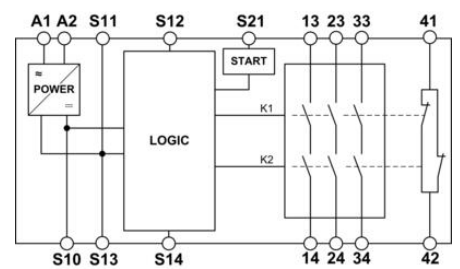 A1 A2 S11 S12 S21 13 23 33 41
START
≂
POWER
⎓
K1
LOGIC
K2
S10 S13 S14 14 24 34 42